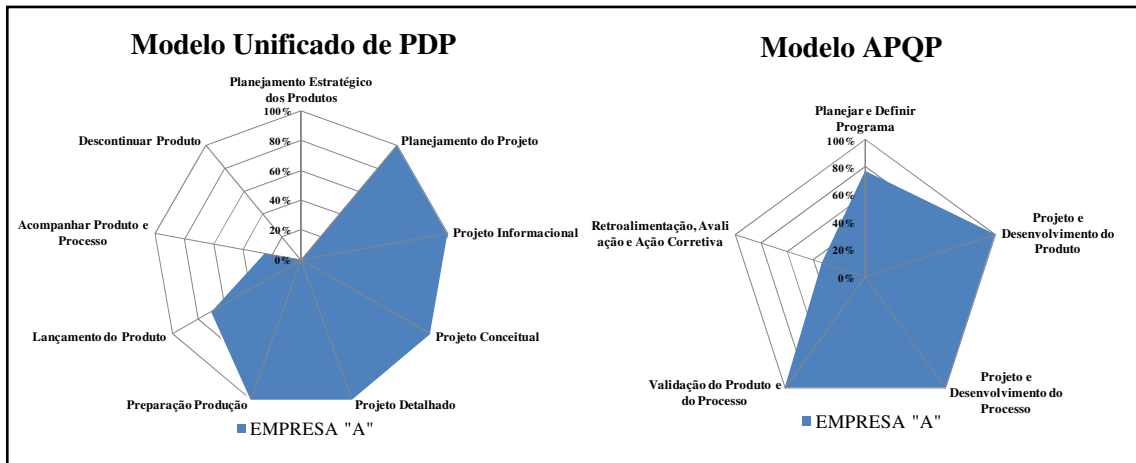 Modelo Unificado de PDP
Planejamento Estratégico
dos Produtos
100%
80%
60%
40%
20%
0%
Planejamento do Projeto
Projeto Informacional
Projeto Conceitual
Projeto Detalhado
Preparação Produção
Lançamento do Produto
Acompanhar Produto e
Processo
Descontinuar Produto
EMPRESA "A"
Modelo APQP
Planejar e Definir
Programa
100%
80%
60%
40%
20%
0%
Projeto e
Desenvolvimento do
Produto
Projeto e
Desenvolvimento do
Processo
Validação do Produto e
do Processo
Retroalimentação, Avali
ação e Ação Corretiva
EMPRESA "A"